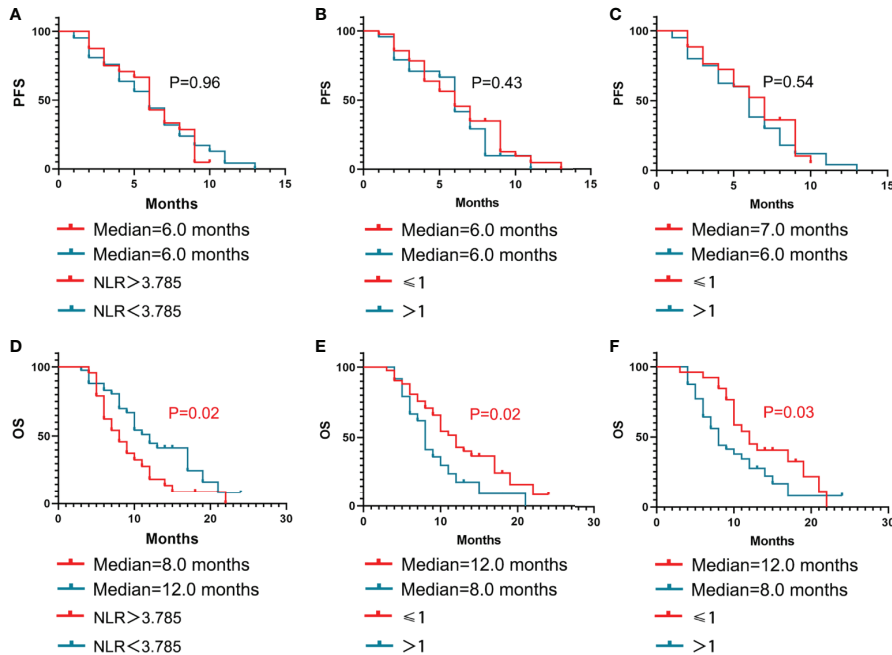 A
PFS
100
50
0
P=0.96
0 5 10 15
Months
Median=6.0 months
Median=6.0 months
NLR＞3.785
NLR＜3.785
B
PFS
100
50
0
P=0.43
0 5 10 15
Months
Median=6.0 months
Median=6.0 months
≤1
＞1
C
PFS
100
50
0
P=0.54
0 5 10 15
Months
Median=7.0 months
Median=6.0 months
≤1
＞1
D
OS
100
50
0
P=0.02
0 10 20 30
Months
Median=8.0 months
Median=12.0 months
NLR＞3.785
NLR＜3.785
E
OS
100
50
0
P=0.02
0 10 20 30
Months
Median=12.0 months
Median=8.0 months
≤1
＞1
F
OS
100
50
0
P=0.03
0 10 20 30
Months
Median=12.0 months
Median=8.0 months
≤1
＞1